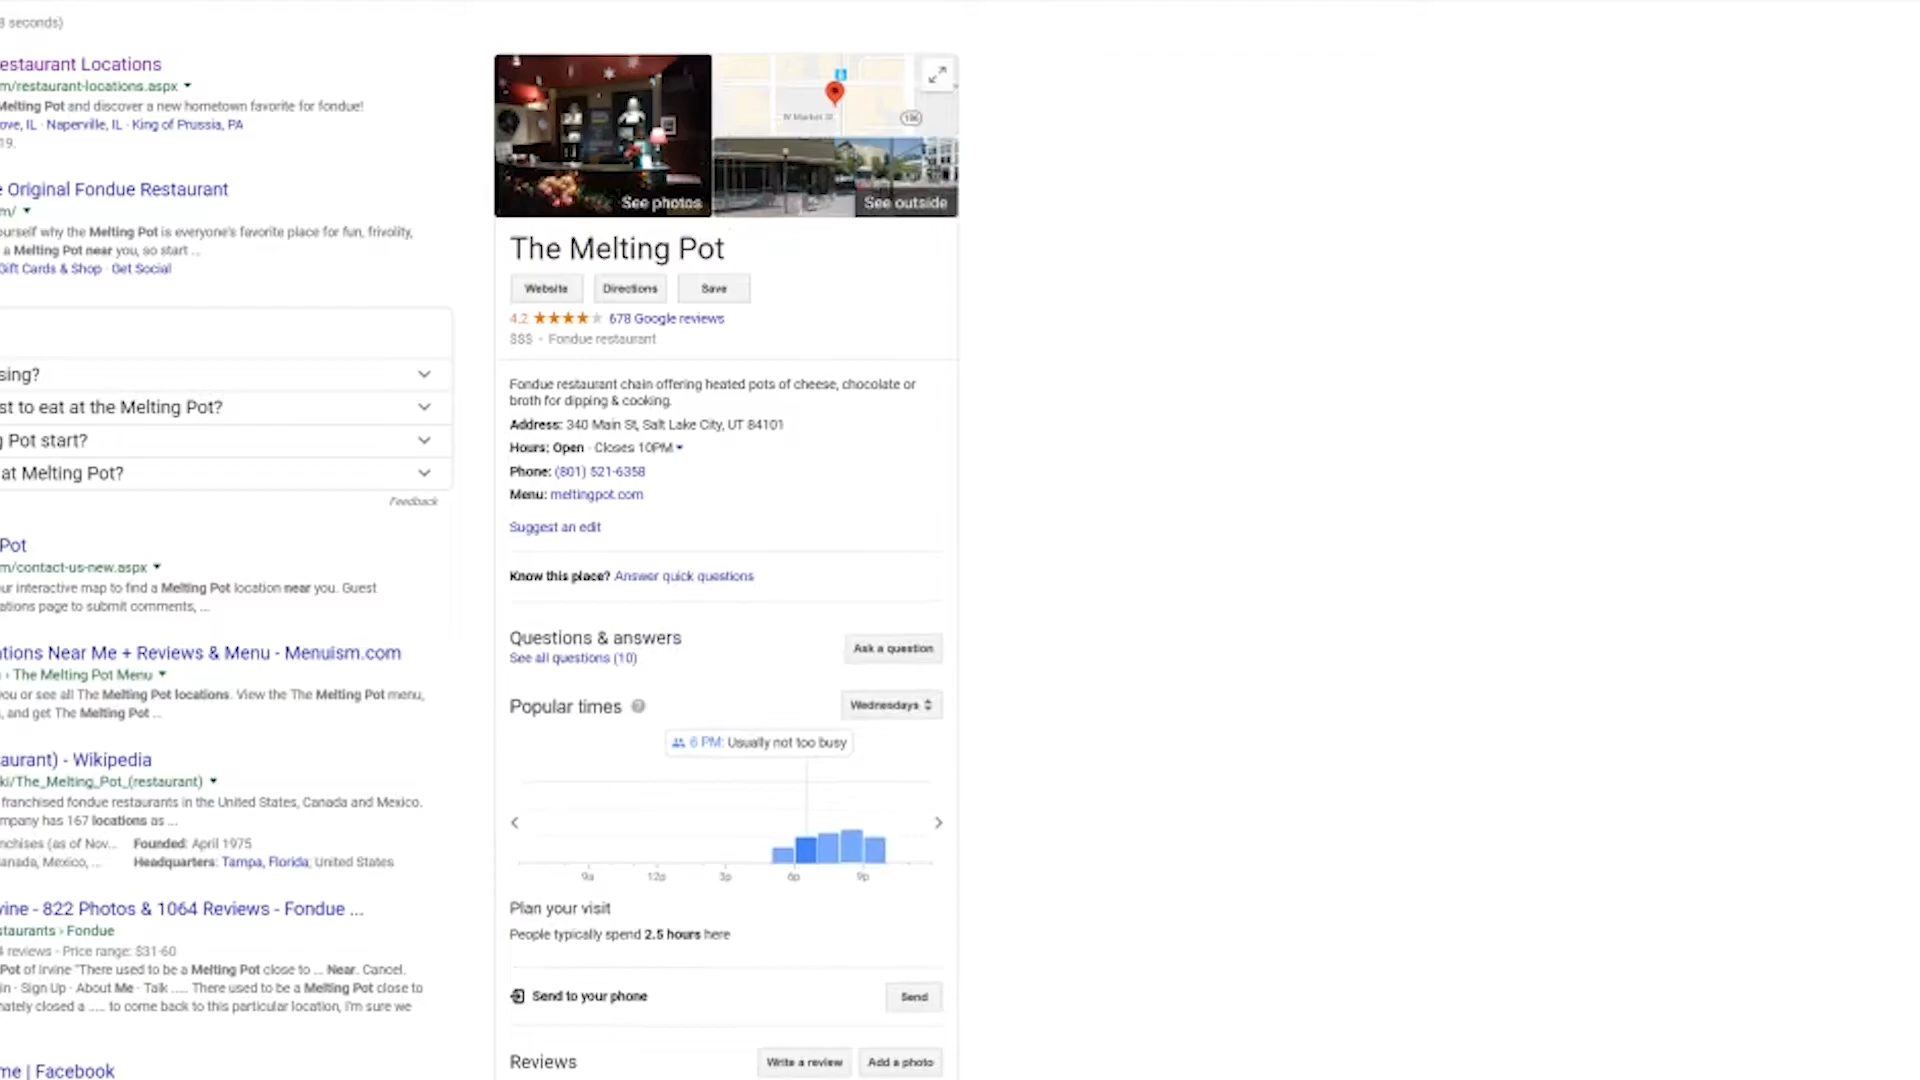 8 seconds)
estaurant Locations
m/restaurant-locations.aspx
Melting Pot and discover a new hometown favorite for fondue!
ove, IL · Naperville, IL · King of Prussia, PA
19.
e Original Fondue Restaurant
m/
urself why the Melting Pot is everyone's favorite place for fun, frivolity,
a Melting Pot near you, so start ...
Gift Cards & Shop · Get Social
sing?
st to eat at the Melting Pot?
g Pot start?
at Melting Pot?
Feedback
Pot
m/contact-us-new.aspx
ur interactive map to find a Melting Pot location near you. Guest
ations page to submit comments, ...
ations Near Me + Reviews & Menu - Menuism.com
› The Melting Pot Menu
you or see all The Melting Pot locations. View the The Melting Pot menu,
, and get The Melting Pot ...
aurant) - Wikipedia
ki/The_Melting_Pot_(restaurant)
franchised fondue restaurants in the United States, Canada and Mexico.
mpany has 167 locations as ...
nchises (as of Nov... Founded: April 1975
anada, Mexico, ... Headquarters: Tampa, Florida, United States
vine - 822 Photos & 1064 Reviews - Fondue ...
staurants › Fondue
4 reviews - Price range: $31-60
Pot of Irvine "There used to be a Melting Pot close to ... Near. Cancel.
in · Sign Up · About Me · Talk ..... There used to be a Melting Pot close to
nately closed a ..... to come back to this particular location, I'm sure we
me | Facebook
See photos
W Market St
186
See outside
The Melting Pot
Website
Directions
Save
4.2 678 Google reviews
$$$ · Fondue restaurant
Fondue restaurant chain offering heated pots of cheese, chocolate or
broth for dipping & cooking.
Address: 340 Main St, Salt Lake City, UT 84101
Hours: Open · Closes 10PM
Phone: (801) 521-6358
Menu: meltingpot.com
Suggest an edit
Know this place? Answer quick questions
Questions & answers
See all questions (10)
Ask a question
Popular times
Wednesdays
6 PM: Usually not too busy
9a 12p 3p 6p 9p
Plan your visit
People typically spend 2.5 hours here
Send to your phone
Send
Reviews
Write a review
Add a photo